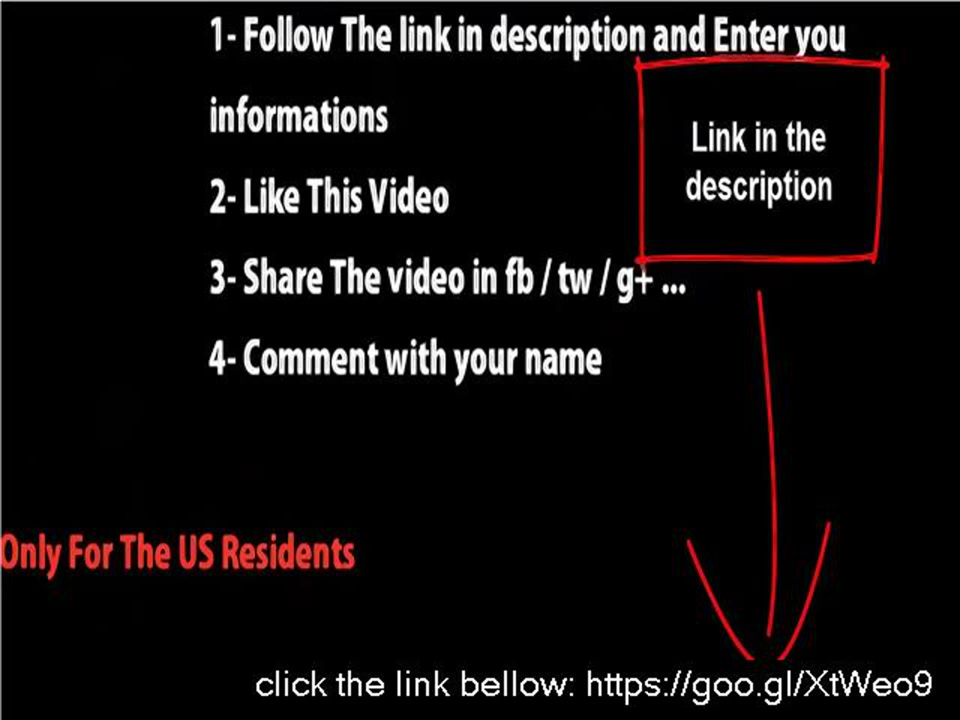 1- Follow The link in description and Enter you
informations
Link in the
description
2- Like This Video
3- Share The video in fb / tw / g+ ...
4- Comment with your name
Only For The US Residents
click the link bellow: https://goo.gl/XtWeo9